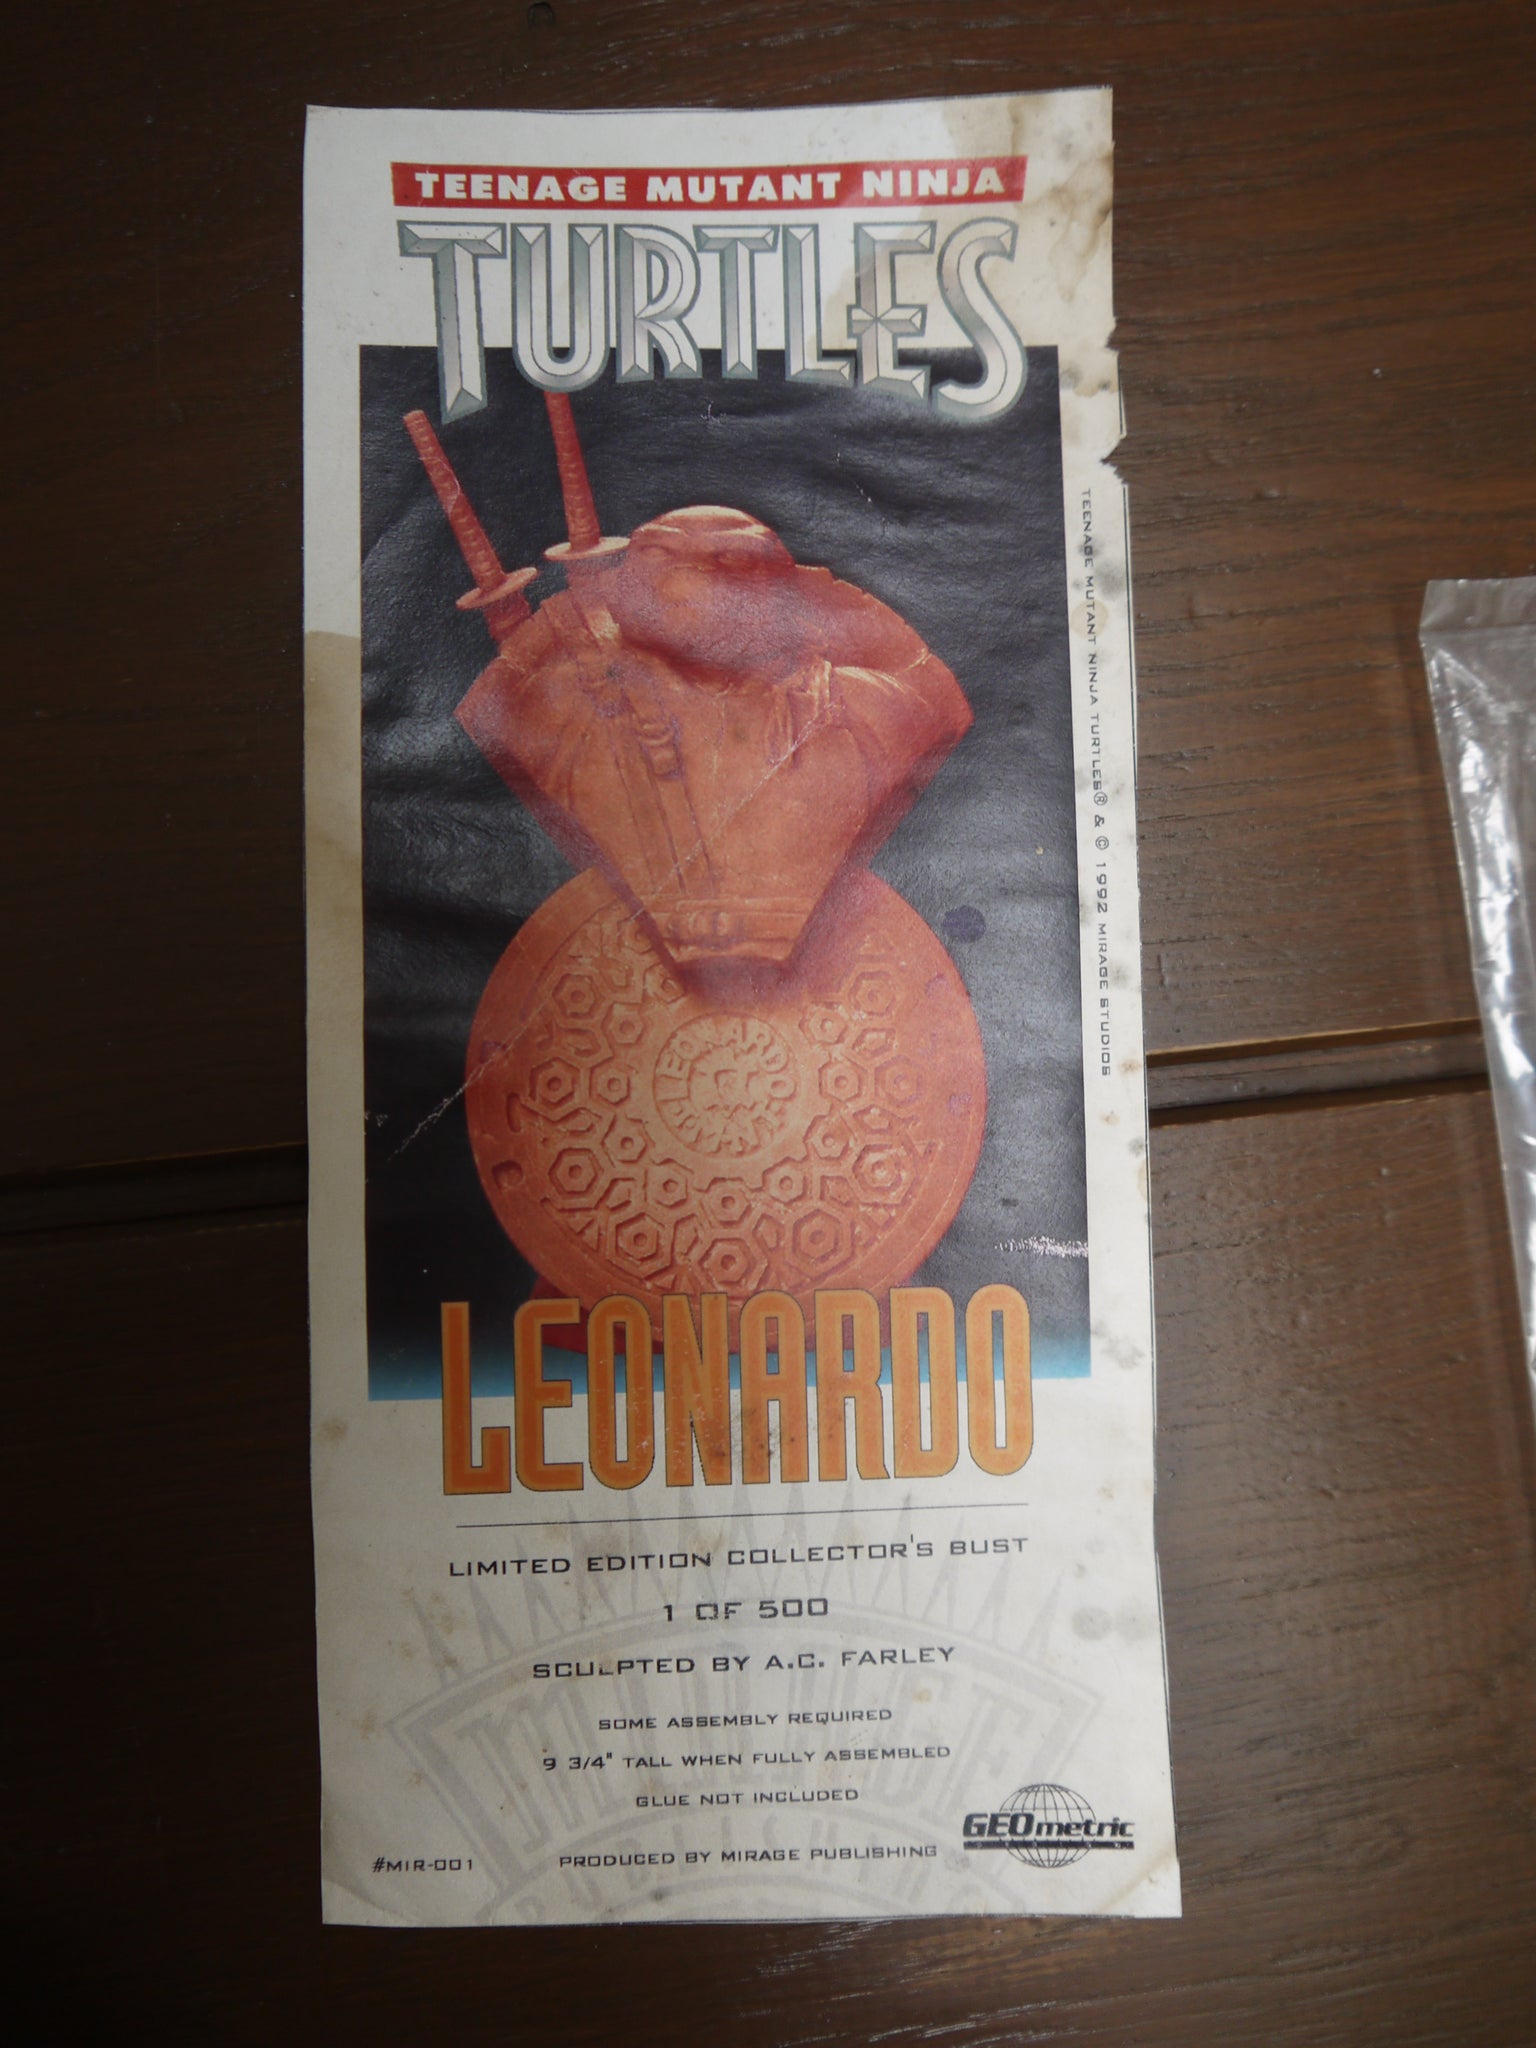 TEENAGE MUTANT NINJA
TURTLES
TEENAGE MUTANT NINJA TURTLES® & © 1992 MIRAGE STUDIOS
LEONARDO
LEONARDO
LIMITED EDITION COLLECTOR'S BUST
1 OF 500
SCULPTED BY A.C. FARLEY
SOME ASSEMBLY REQUIRED
9 3/4" TALL WHEN FULLY ASSEMBLED
GLUE NOT INCLUDED
GEOmetric
#MIR-001
PRODUCED BY MIRAGE PUBLISHING
MIRAGE